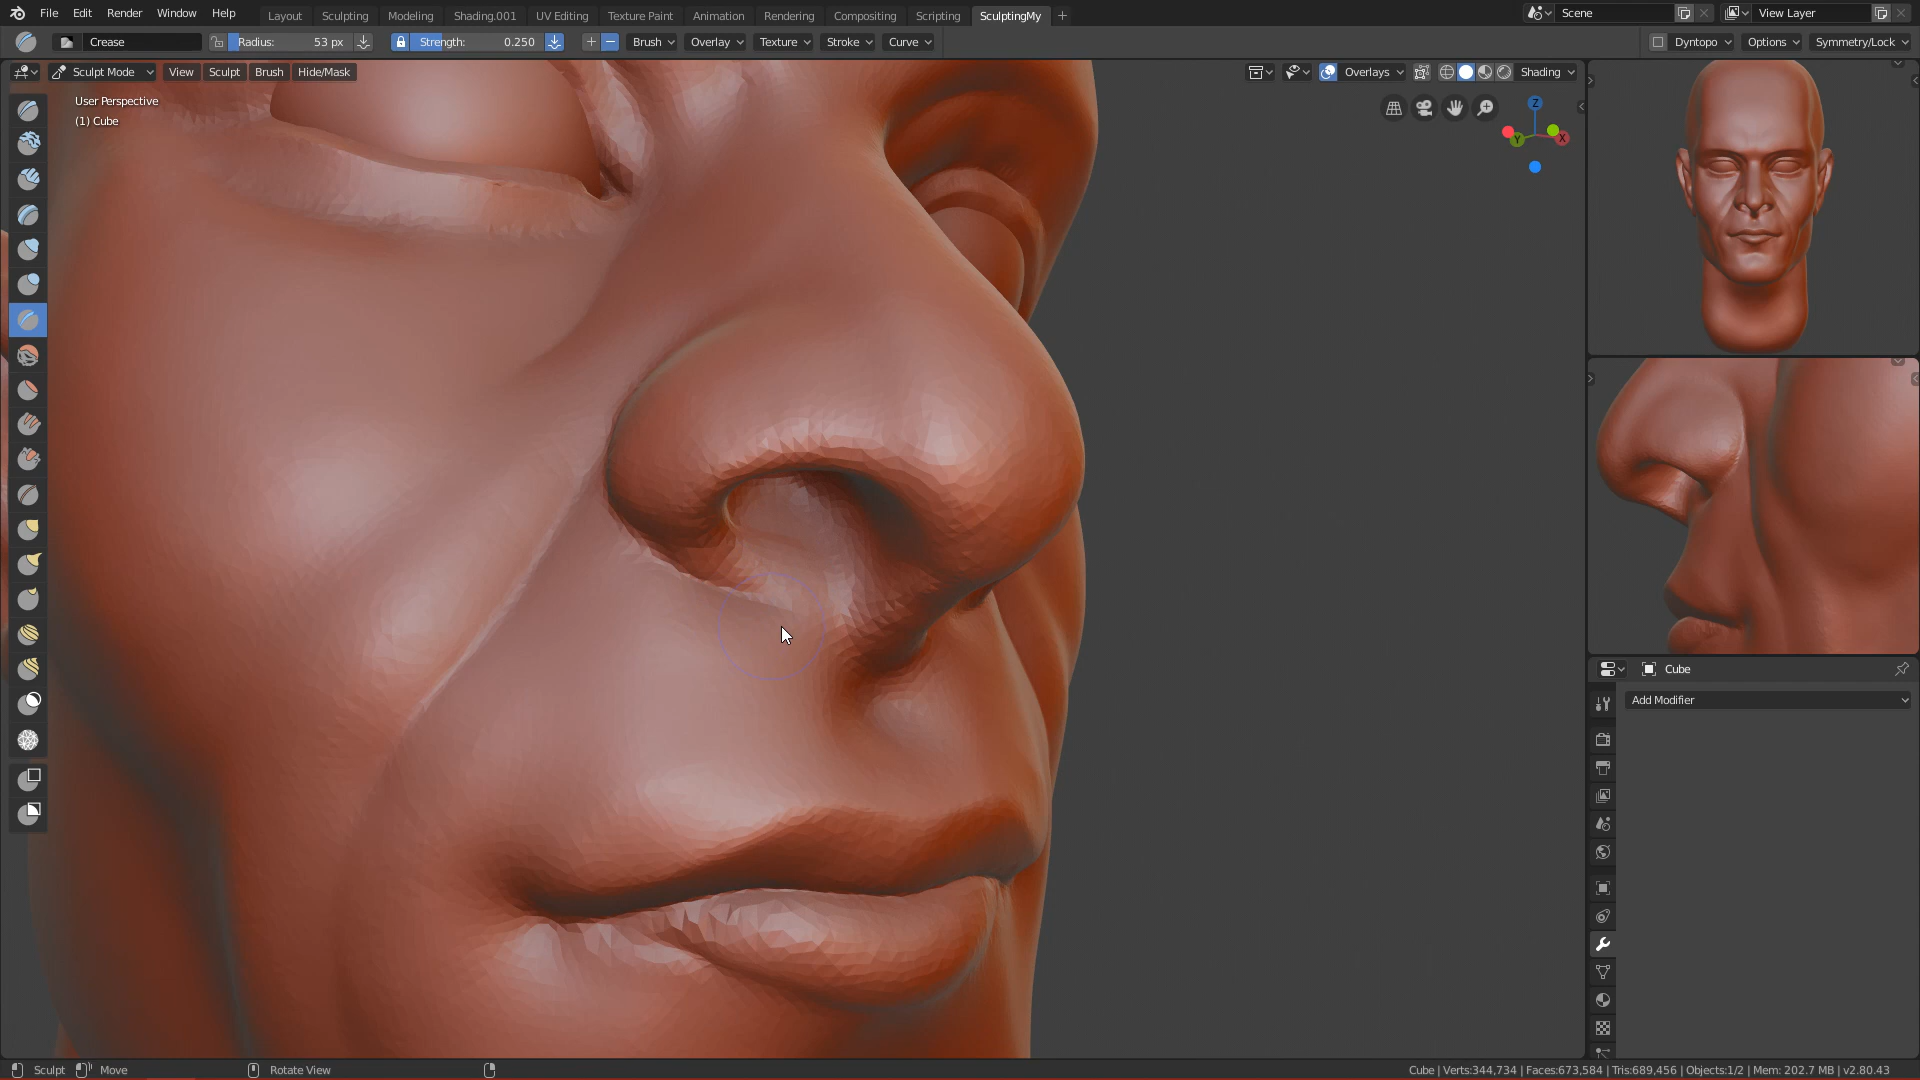 File Edit Render Window Help
Layout Sculpting Modeling Shading.001 UV Editing Texture Paint Animation Rendering Compositing Scripting SculptingMy
Scene View Layer
Crease Radius: 53 px Strength: 0.250 Brush Overlay Texture Stroke Curve
Dyntopo Options Symmetry/Lock
Sculpt Mode View Sculpt Brush Hide/Mask
Overlays Shading
User Perspective
(1) Cube
Z
Y X
Cube
Add Modifier
Sculpt Move Rotate View
Cube | Verts:344,734 | Faces:673,584 | Tris:689,456 | Objects:1/2 | Mem: 202.7 MB | v2.80.43